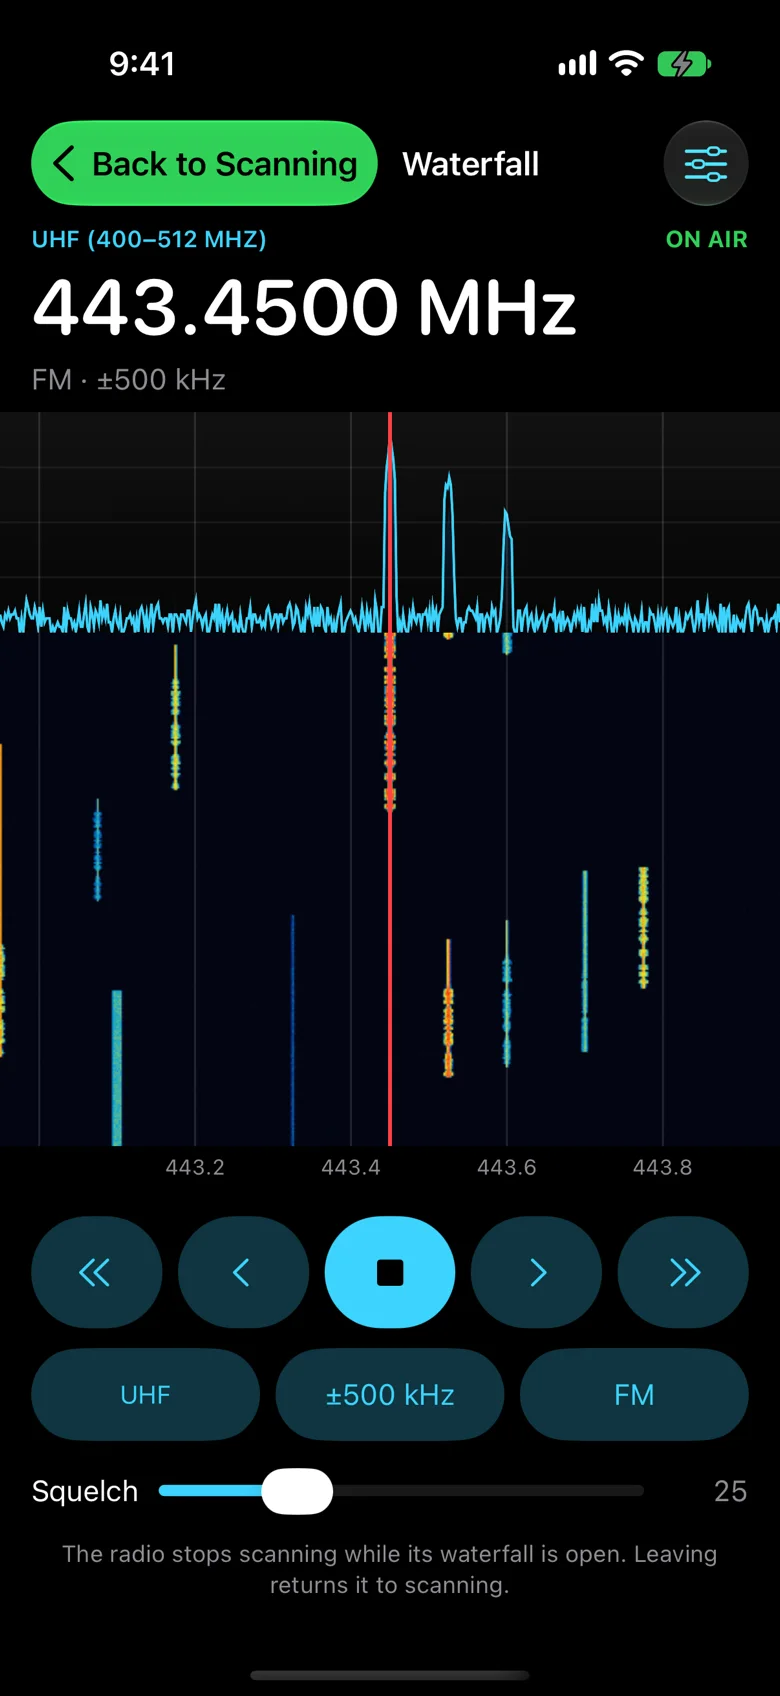 9:41
Back to Scanning
Waterfall
UHF (400–512 MHZ)
ON AIR
443.4500 MHz
FM · ±500 kHz
443.2 443.4 443.6 443.8
UHF
±500 kHz
FM
Squelch
25
The radio stops scanning while its waterfall is open. Leaving
returns it to scanning.